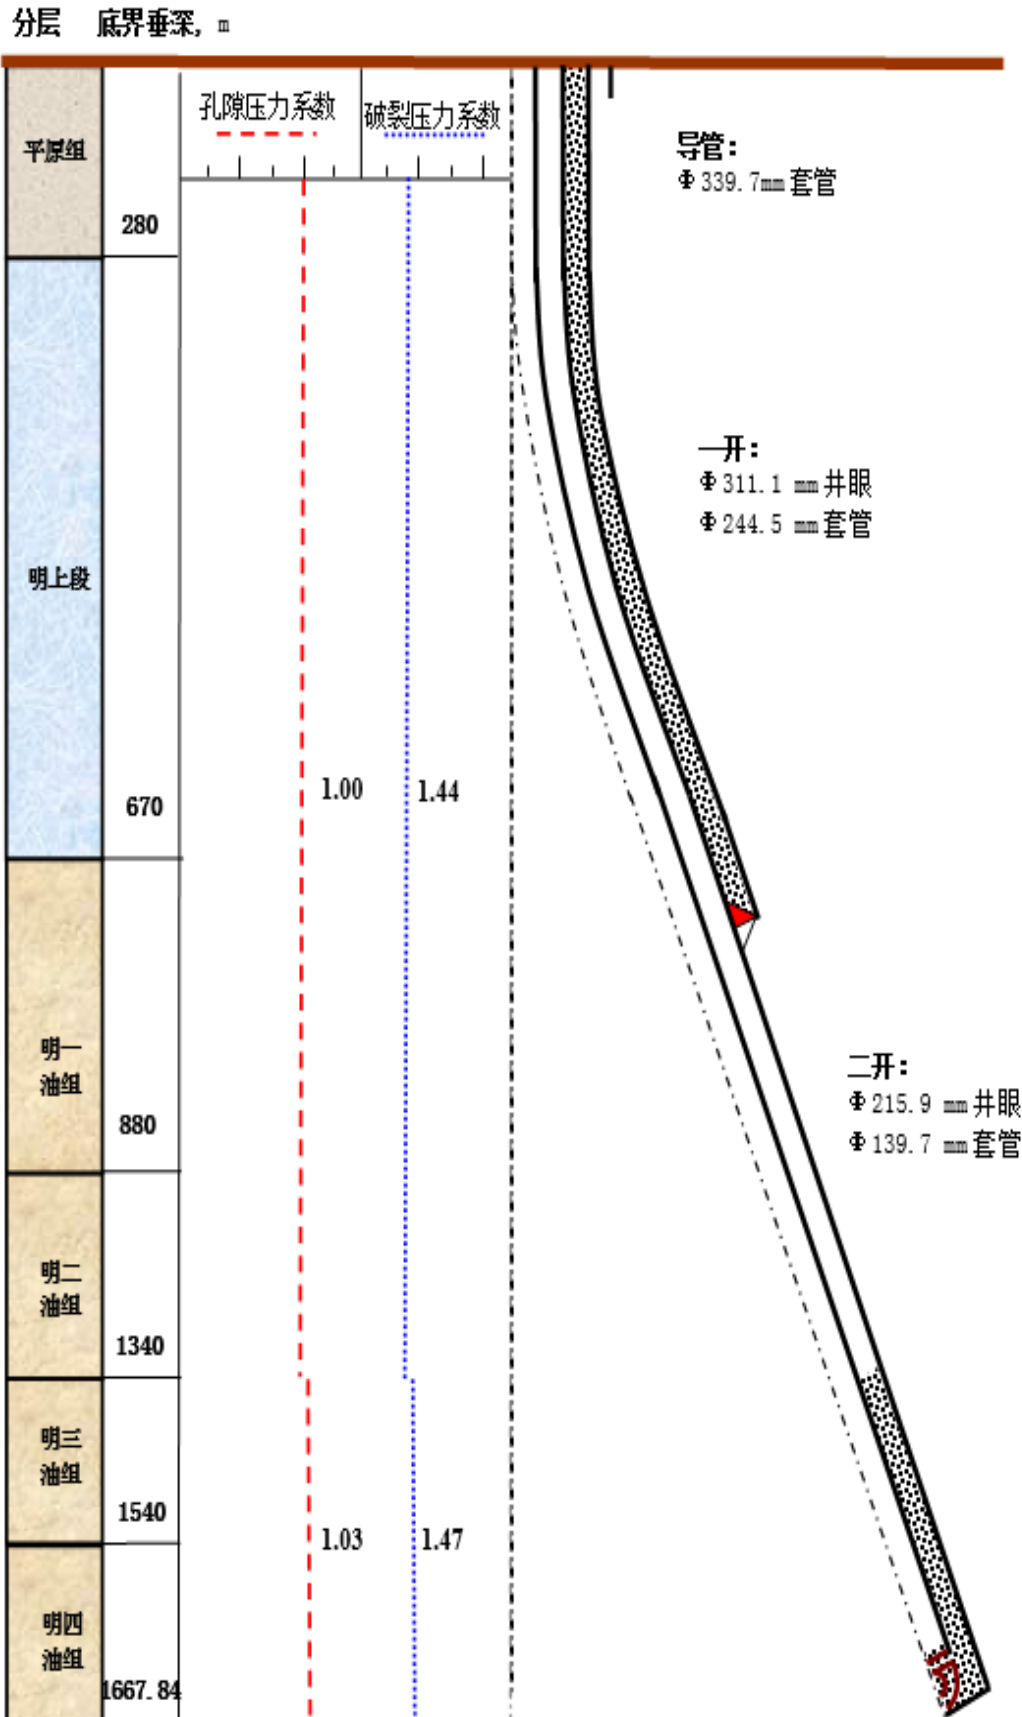 分层 底界垂深, m
孔隙压力系数 破裂压力系数
平原组
导管：
Φ339.7mm套管
280
一开：
Φ311.1 mm井眼
Φ244.5 mm套管
明上段
1.00 1.44
670
明一
油组
二开：
Φ215.9 mm井眼
880
Φ139.7 mm套管
明二
油组
1340
明三
油组
1540
1.03 1.47
明四
油组
1667.84